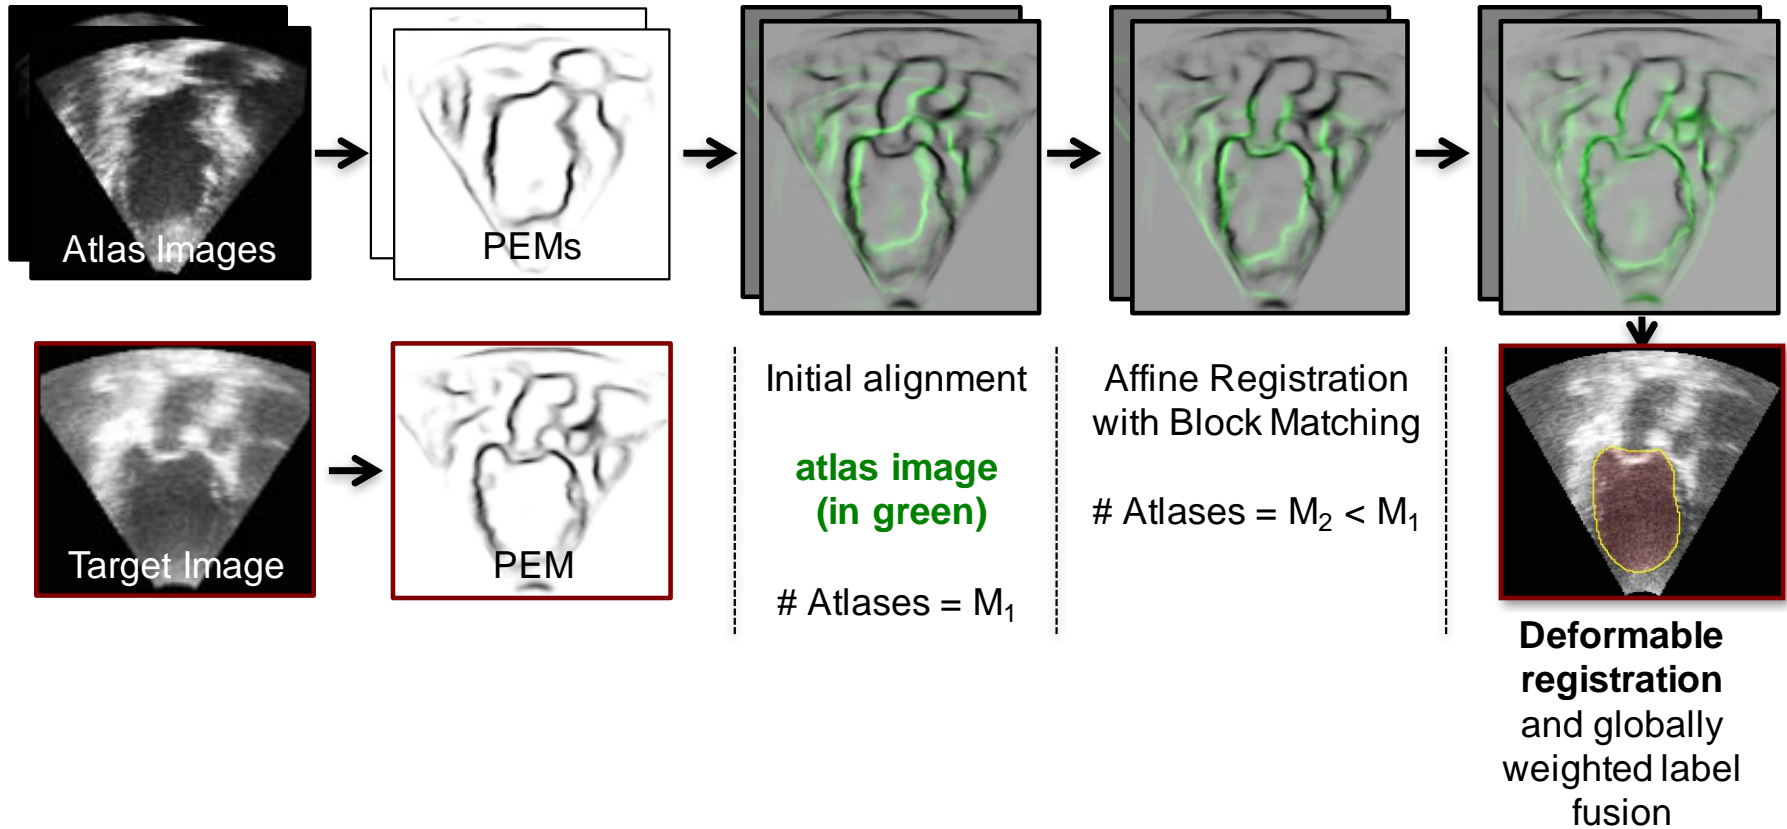 Atlas Images
PEMs
Target Image
PEM
Initial alignment
atlas image
(in green)
# Atlases = M₁
Affine Registration
with Block Matching
# Atlases = M₂ < M₁
Deformable
registration
and globally
weighted label
fusion